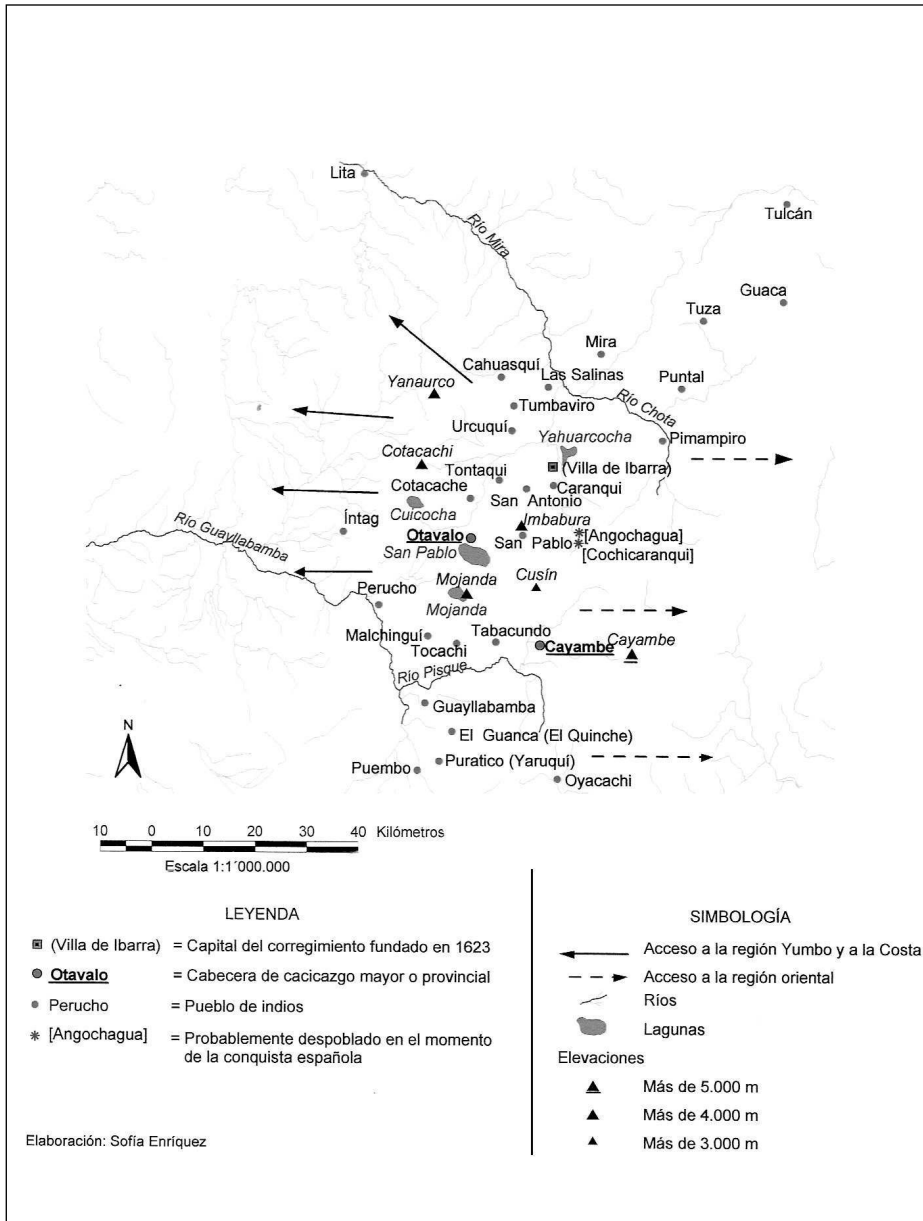 Lita
Tulcán
Río Mira
Guaca
Tuza
Mira
Cahuasquí
Las Salinas
Yanaurco
Puntal
Río Chota
Tumbaviro
Urcuquí
Yahuarcocha
Pimampiro
Cotacachi
(Villa de Ibarra)
Tontaqui
Cotacache
Caranqui
San Antonio
Cuicocha
Imbabura
Íntag
Río Guayllabamba
Otavalo
[Angochagua]
San Pablo
San Pablo
[Cochicaranqui]
Cusín
Mojanda
Perucho
Mojanda
Malchinguí
Tabacundo
Tocachi
Cayambe
Cayambe
Río Pisque
Guayllabamba
N
El Guanca (El Quinche)
Puratico (Yaruquí)
Puembo
Oyacachi
10 0 10 20 30 40 Kilómetros
Escala 1:1´000.000
LEYENDA
(Villa de Ibarra) = Capital del corregimiento fundado en 1623
Otavalo = Cabecera de cacicazgo mayor o provincial
Perucho = Pueblo de indios
[Angochagua] = Probablemente despoblado en el momento
de la conquista española
Elaboración: Sofía Enríquez
SIMBOLOGÍA
Acceso a la región Yumbo y a la Costa
Acceso a la región oriental
Ríos
Lagunas
Elevaciones
Más de 5.000 m
Más de 4.000 m
Más de 3.000 m